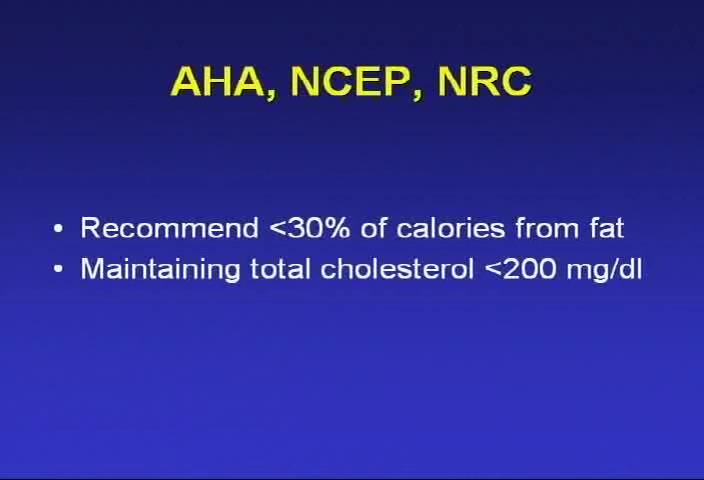 AHA, NCEP, NRC
• Recommend <30% of calories from fat
• Maintaining total cholesterol <200 mg/dl